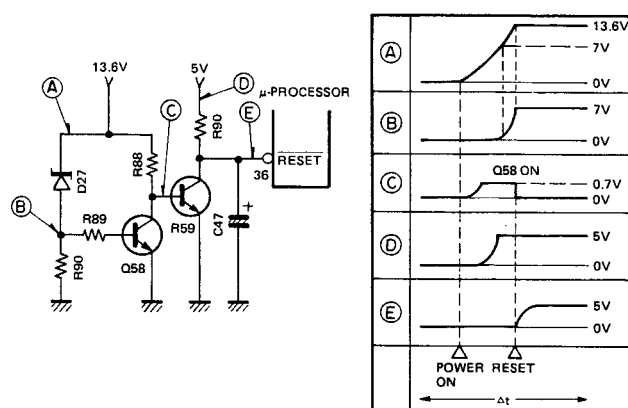 13.6V
5V
A
D
μ-PROCESSOR
C
E
R90
R88
RESET
36
D27
B
R89
R59
C47
+
R90
Q58
A
13.6V
7V
0V
B
7V
0V
C
Q58 ON
0.7V
0V
D
5V
0V
E
5V
0V
POWER ON
RESET
Δt